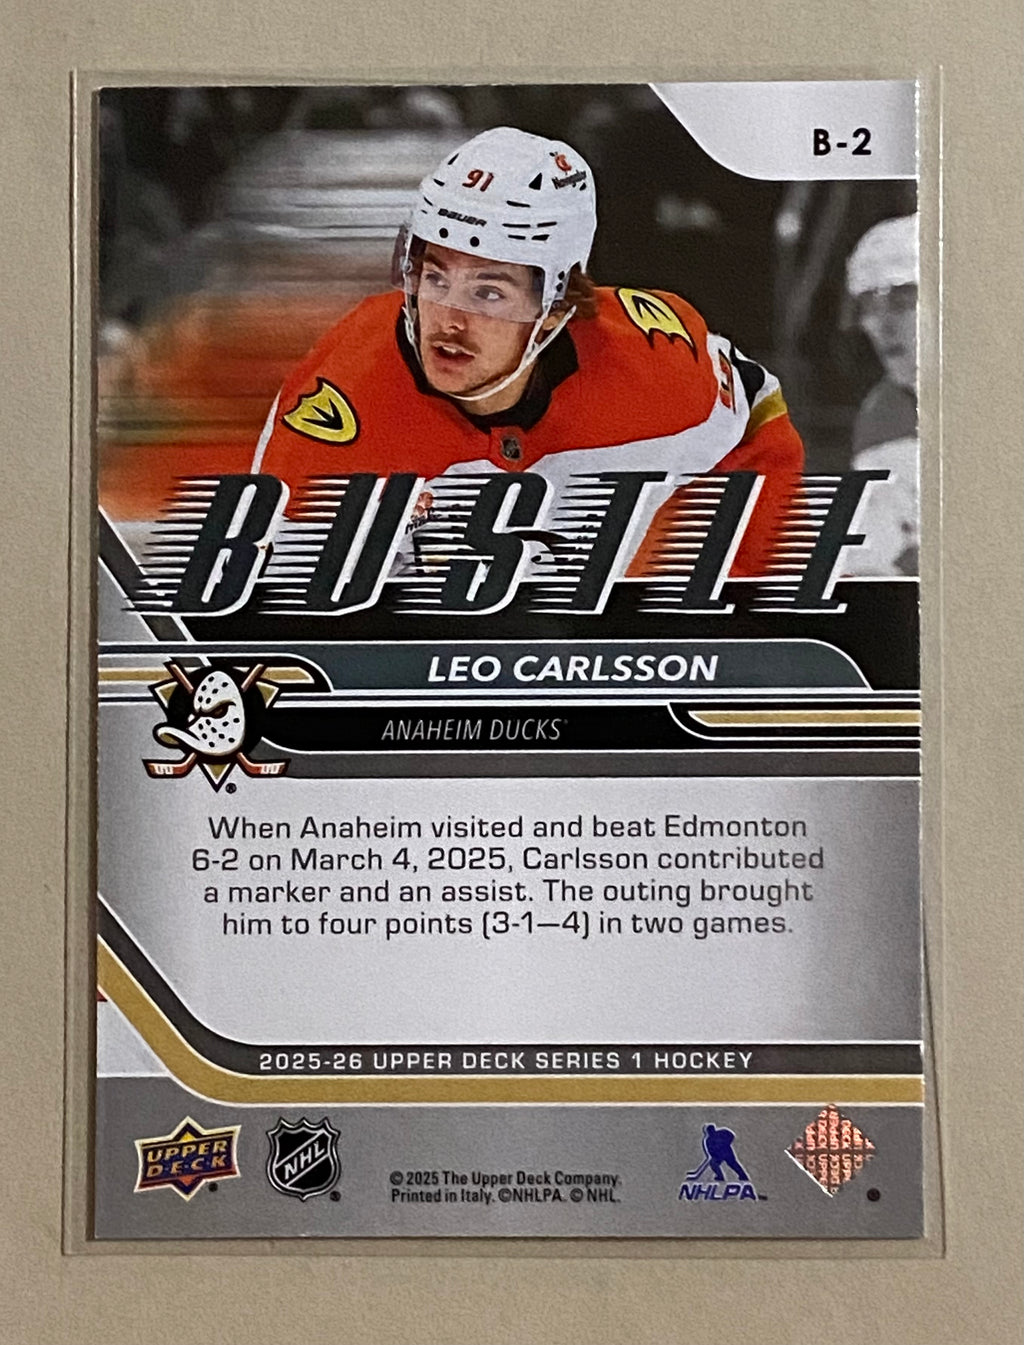 B-2
91
BAUER
BUSTLE
LEO CARLSSON
ANAHEIM DUCKS
When Anaheim visited and beat Edmonton
6-2 on March 4, 2025, Carlsson contributed
a marker and an assist. The outing brought
him to four points (3-1—4) in two games.
2025-26 UPPER DECK SERIES 1 HOCKEY
UPPER
D·E·C·K
NHL
© 2025 The Upper Deck Company.
Printed in Italy. ©NHLPA. © NHL.
NHLPA